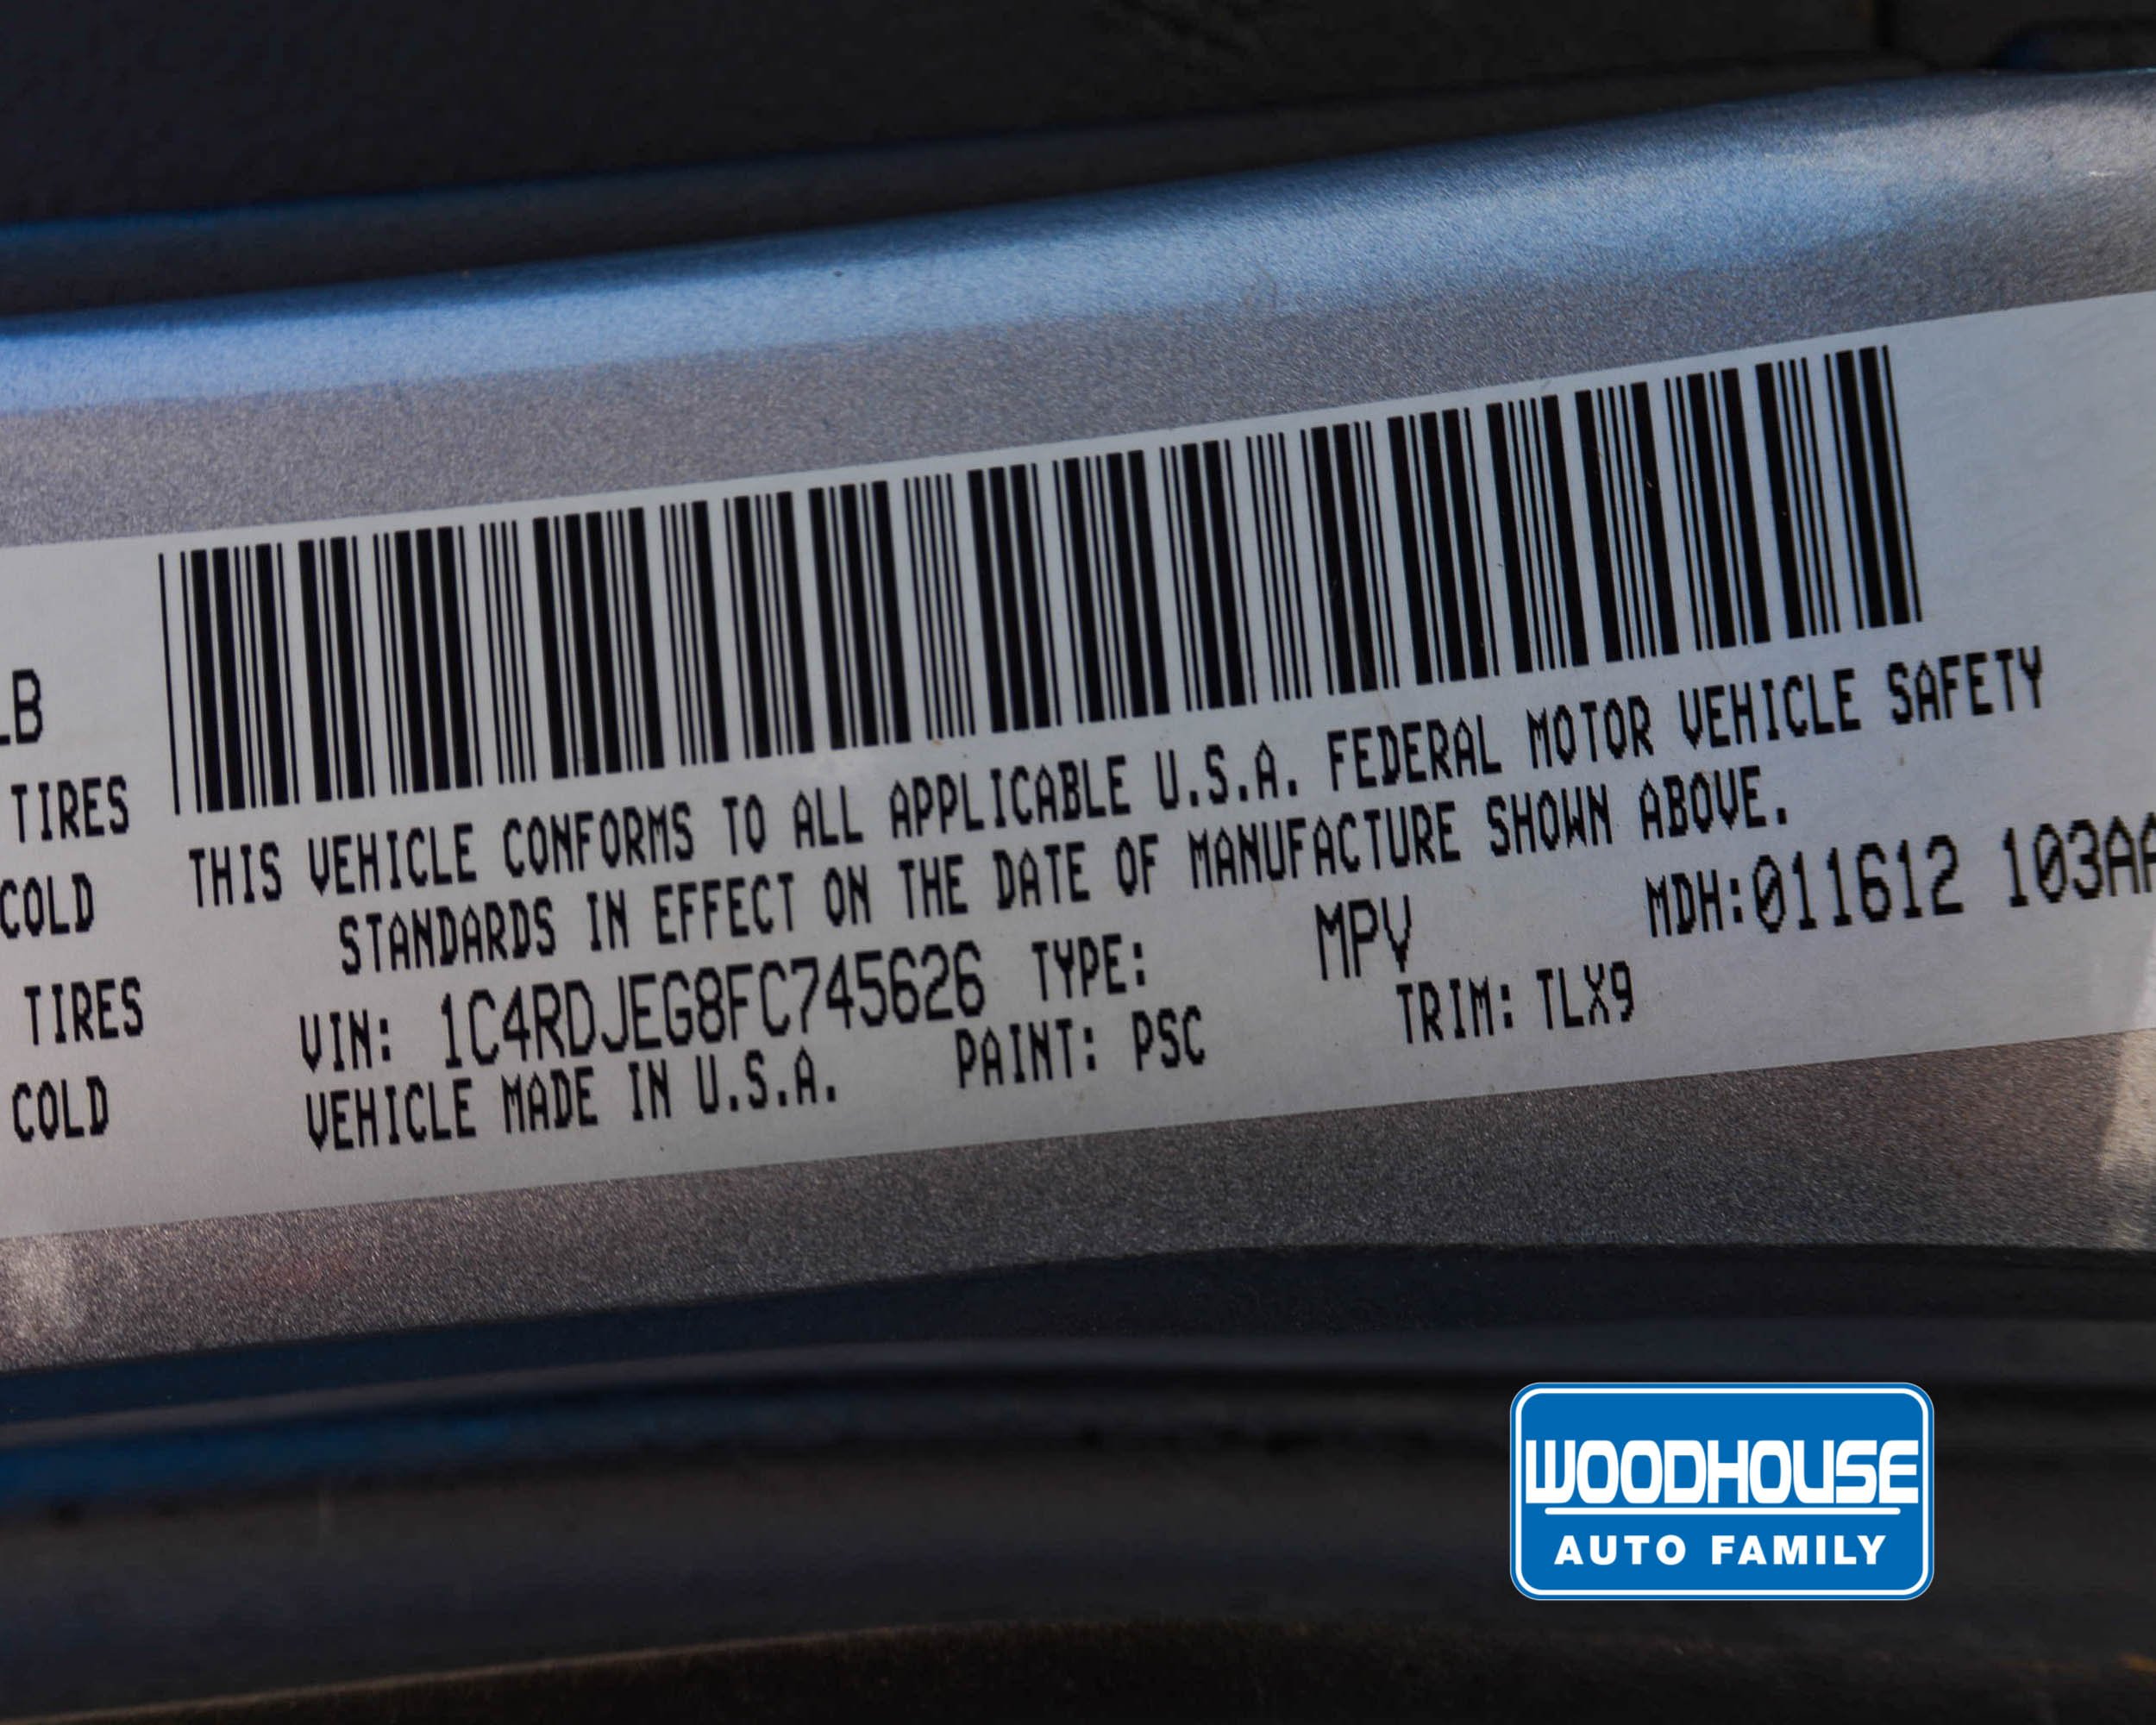 LB
TIRES
COLD
TIRES
COLD
THIS VEHICLE CONFORMS TO ALL APPLICABLE U.S.A. FEDERAL MOTOR VEHICLE SAFETY
STANDARDS IN EFFECT ON THE DATE OF MANUFACTURE SHOWN ABOVE.
VIN: 1C4RDJEG8FC745626 TYPE: MPV MDH:011612 103AA
VEHICLE MADE IN U.S.A. PAINT: PSC TRIM: TLX9
WOODHOUSE
AUTO FAMILY